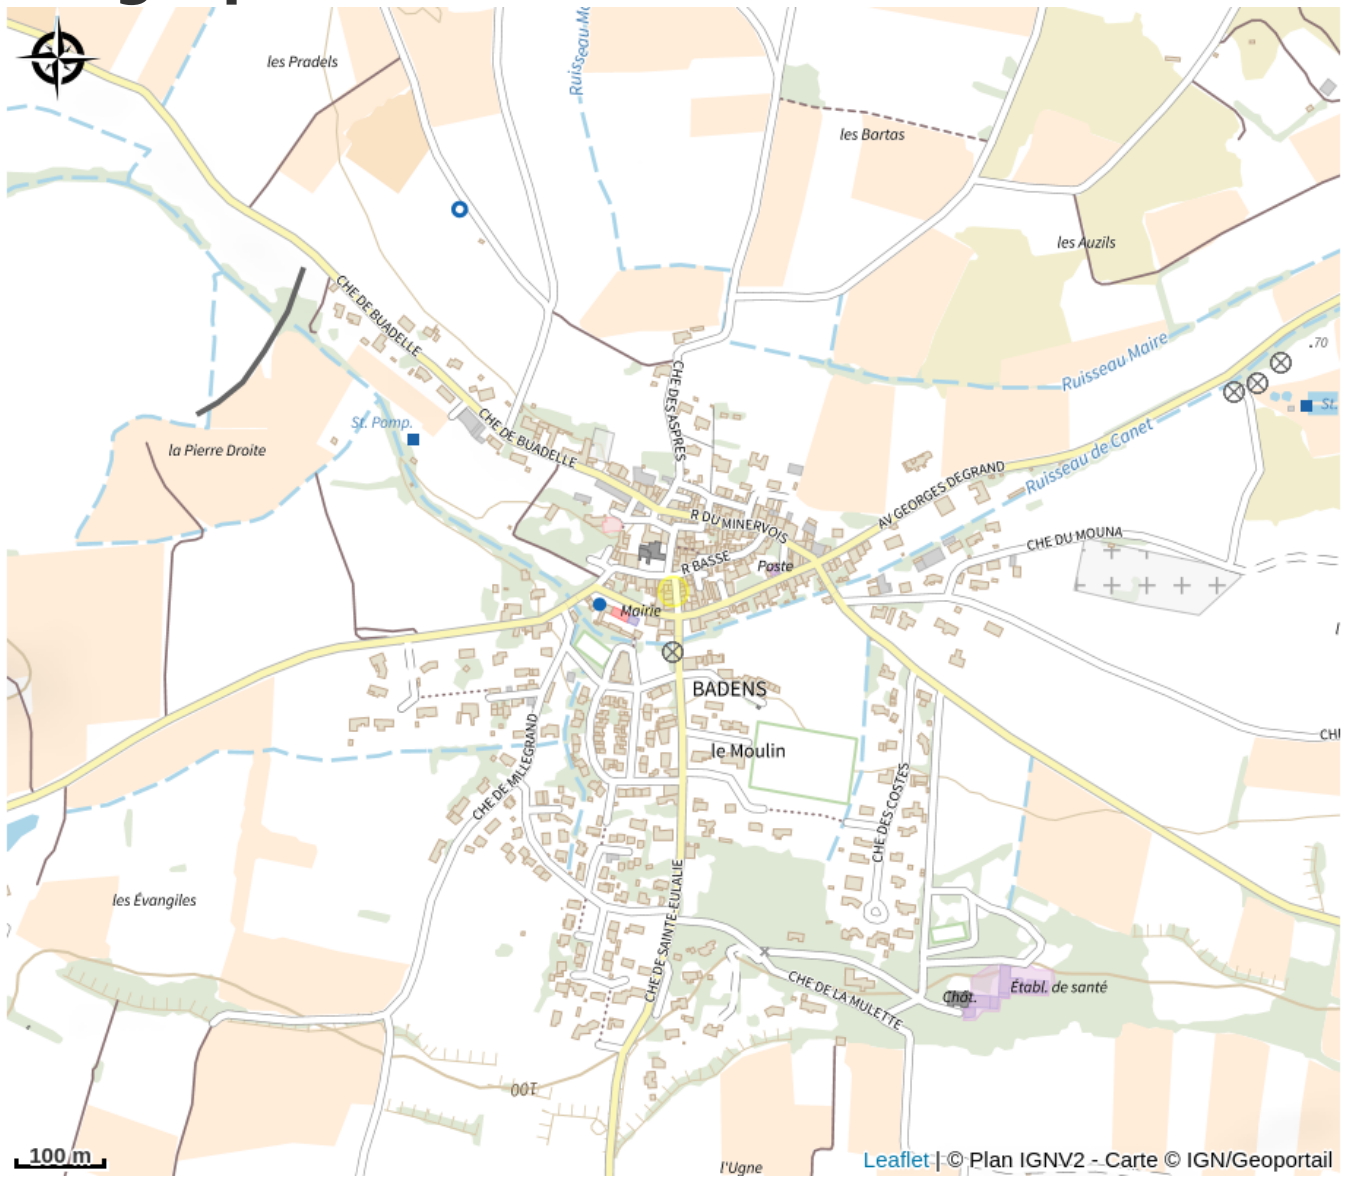 les Pradels
les Bartas
les Auzils
CHE DE BUADELLE
Ruisseau Maire
.70
CHE DES ASPRES
St. Pomp.
St.
CHE DE BUADELLE
la Pierre Droite
Ruisseau de Canet
AV GEORGES DEGRAND
R DU MINERVOIS
CHE DU MOUNA
R BASSE
Poste
Mairie
BADENS
le Moulin
CHE DE MILLEGRAND
CHE DES COSTES
les Évangiles
CHE DE SAINTE-EULALIE
CHE DE LA MULETTE
Chât.
Établ. de santé
100
100 m
l'Ugne
Leaflet | © Plan IGNV2 - Carte © IGN/Geoportail